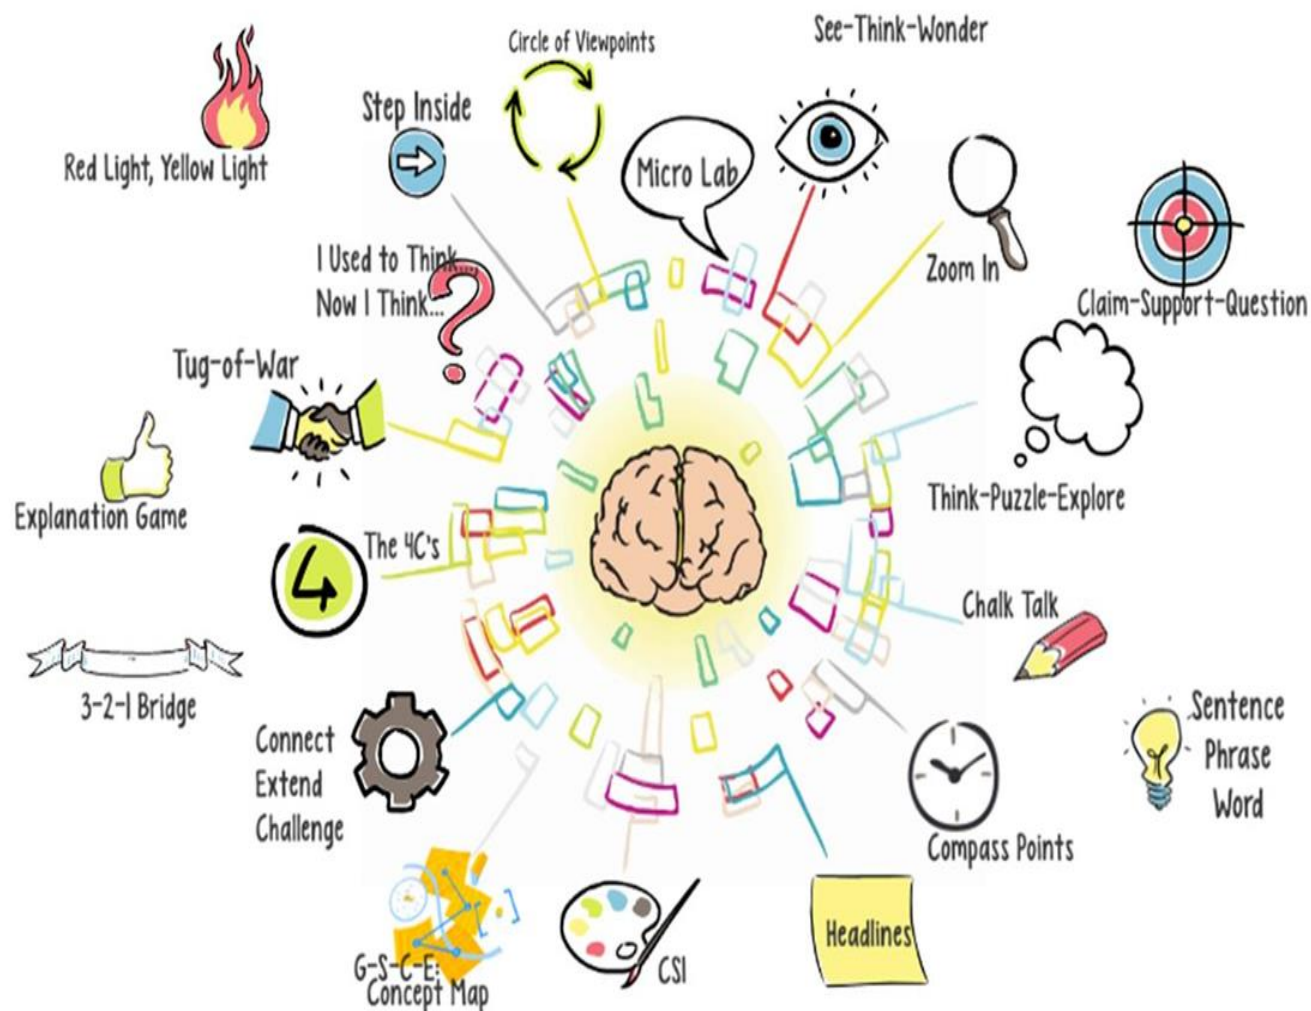 See-Think-Wonder
Circle of Viewpoints
Step Inside
Red Light, Yellow Light
Micro Lab
Zoom In
Claim-Support-Question
I Used to Think...
Now I Think...
Tug-of-War
Think-Puzzle-Explore
Explanation Game
The 4C's
4
Chalk Talk
3-2-1 Bridge
Connect
Extend
Challenge
Sentence
Phrase
Word
Compass Points
Headlines
G-S-C-E:
Concept Map
CSI